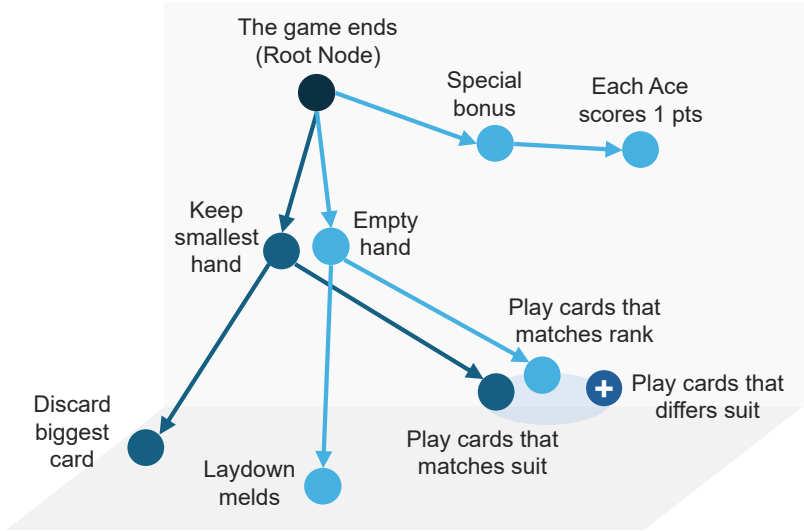 The game ends
(Root Node)
Special
bonus
Each Ace
scores 1 pts
Keep
smallest
hand
Empty
hand
Play cards that
matches rank
Play cards that
differs suit
Discard
biggest
card
Play cards that
matches suit
Laydown
melds